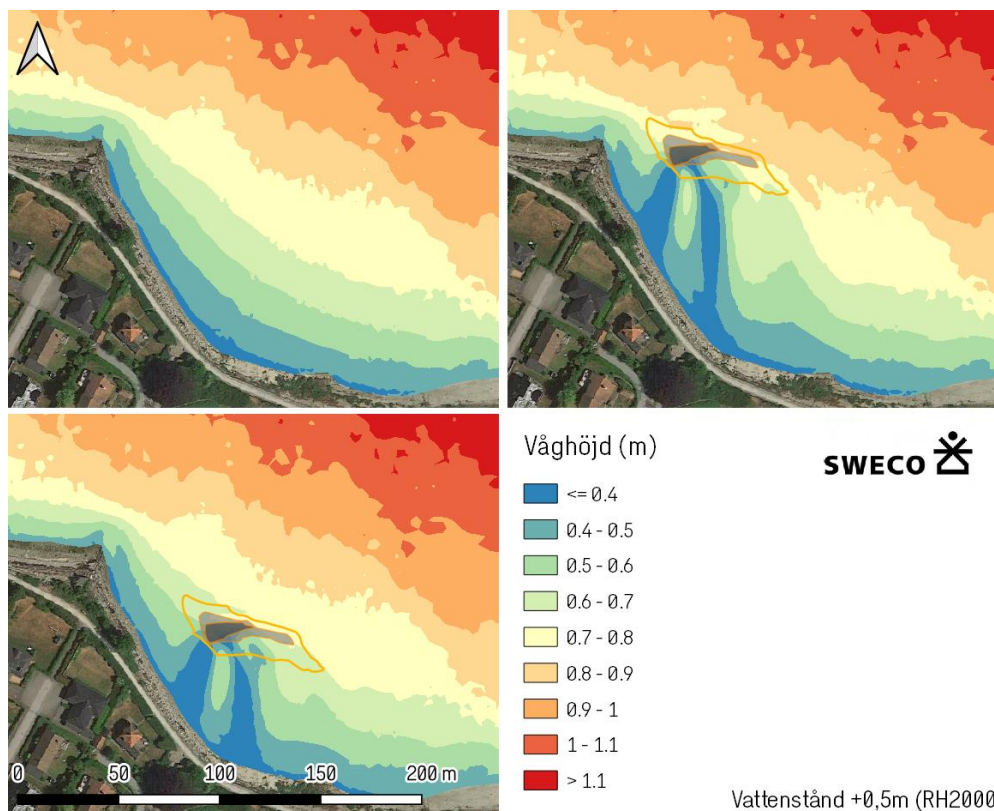 Våghöjd (m)
SWECO
<= 0.4
0.4 - 0.5
0.5 - 0.6
0.6 - 0.7
0.7 - 0.8
0.8 - 0.9
0.9 - 1
1 - 1.1
> 1.1
0 50 100 150 200 m
Vattenstånd +0,5m (RH2000